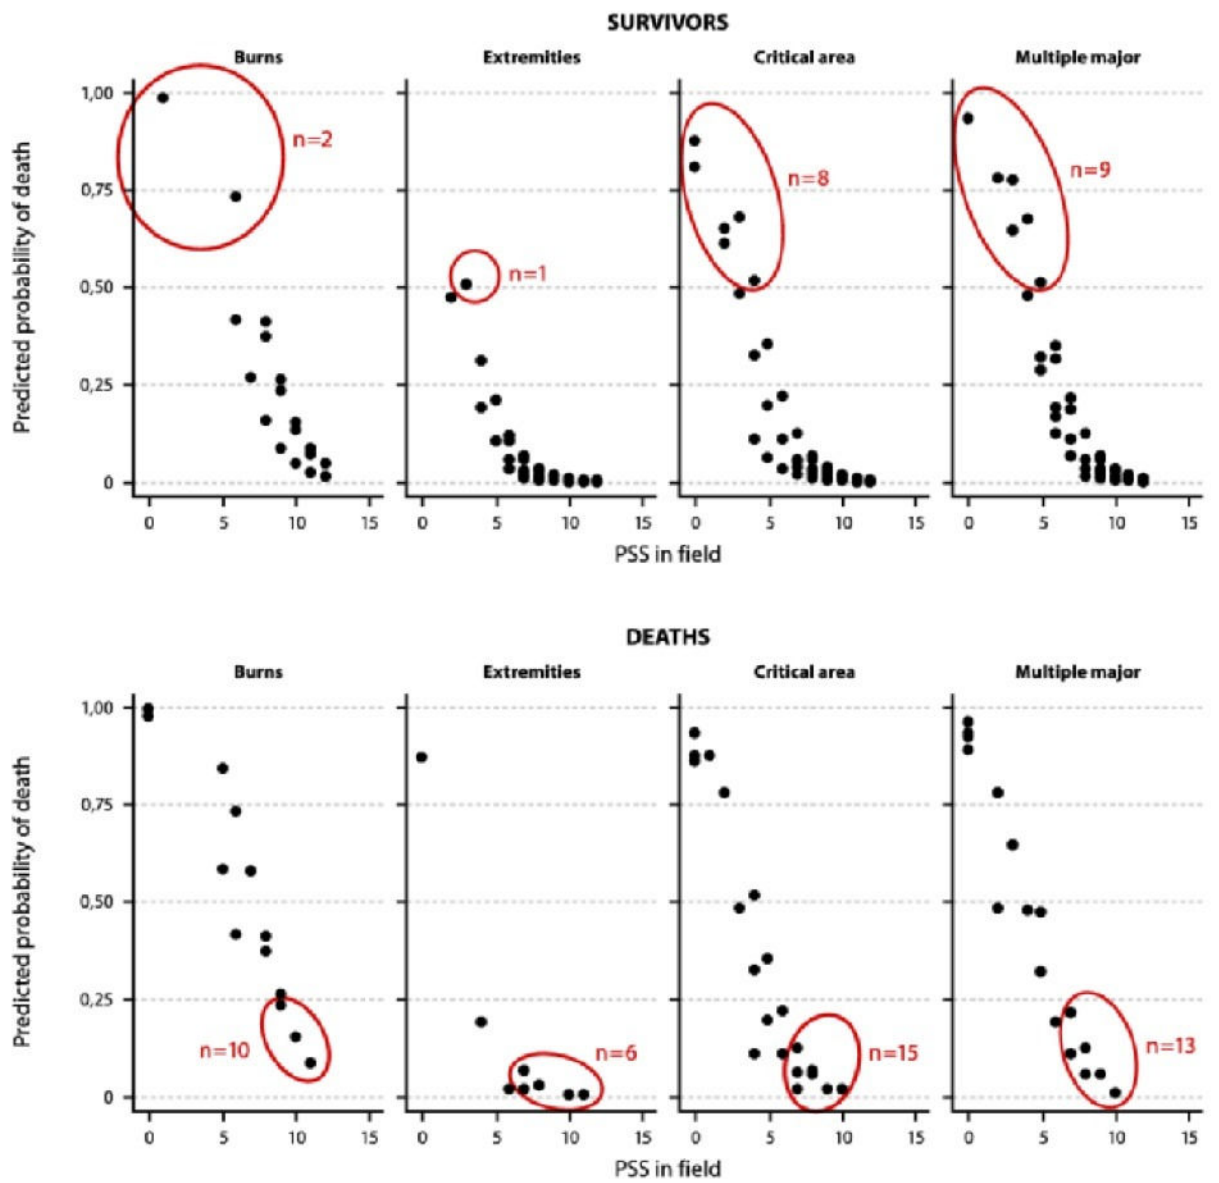 SURVIVORS
Burns Extremities Critical area Multiple major
Predicted probability of death
1,00
0,75
0,50
0,25
0
n=2
n=1
n=8
n=9
0 5 10 15 0 5 10 15 0 5 10 15 0 5 10 15
PSS in field
DEATHS
Burns Extremities Critical area Multiple major
Predicted probability of death
1,00
0,75
0,50
0,25
0
n=10
n=6
n=15
n=13
0 5 10 15 0 5 10 15 0 5 10 15 0 5 10 15
PSS in field